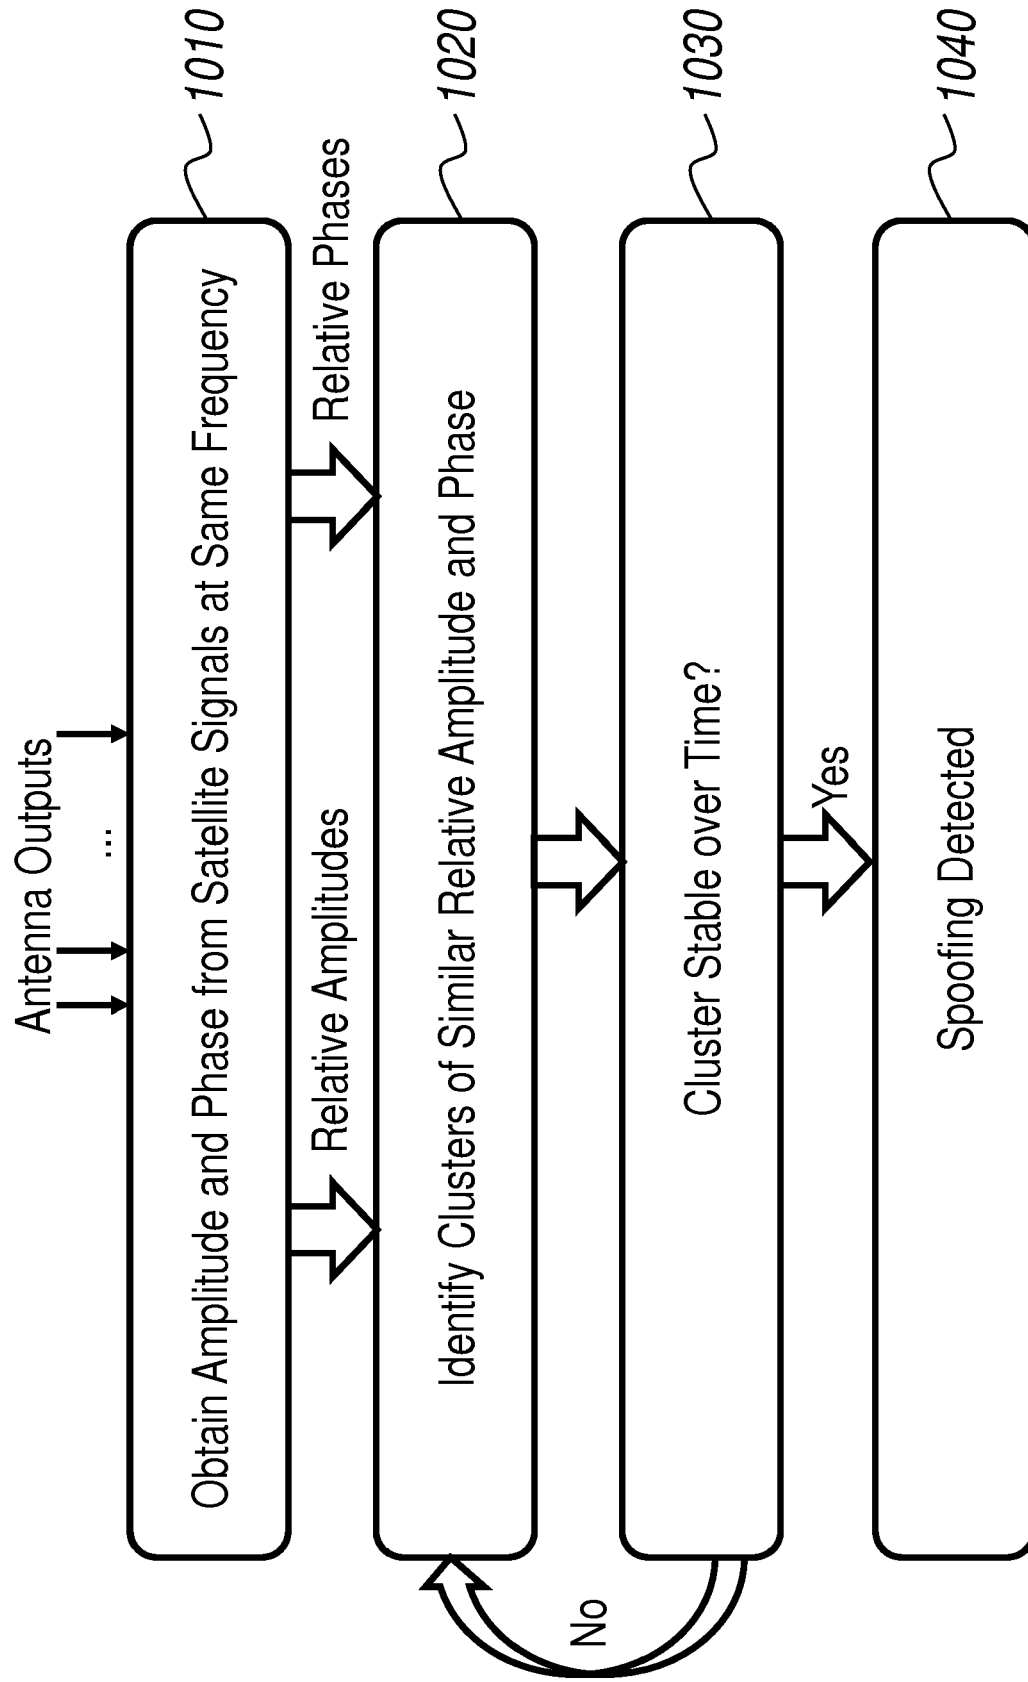 Antenna Outputs
...
Obtain Amplitude and Phase from Satellite Signals at Same Frequency
1010
Relative Amplitudes
Relative Phases
Identify Clusters of Similar Relative Amplitude and Phase
1020
No
Cluster Stable over Time?
1030
Yes
Spoofing Detected
1040